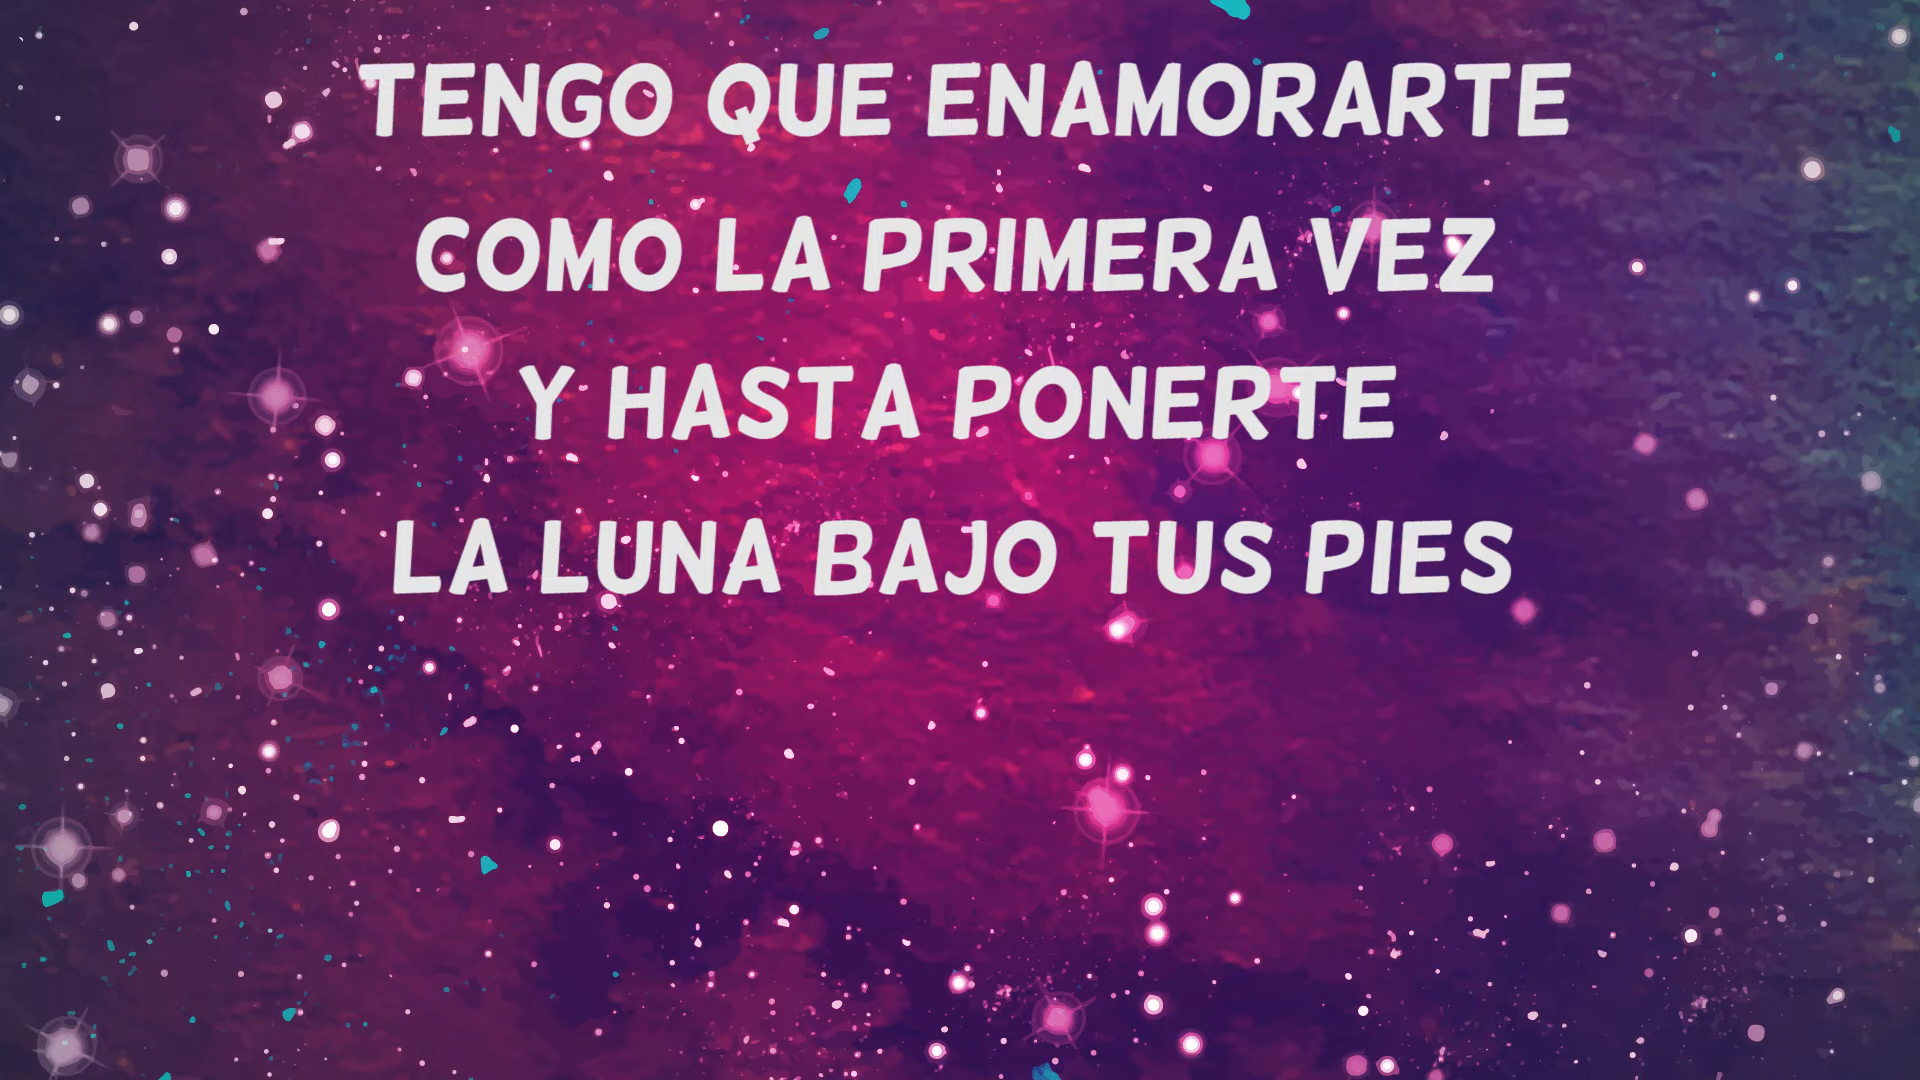 TENGO QUE ENAMORARTE
COMO LA PRIMERA VEZ
Y HASTA PONERTE
LA LUNA BAJO TUS PIES